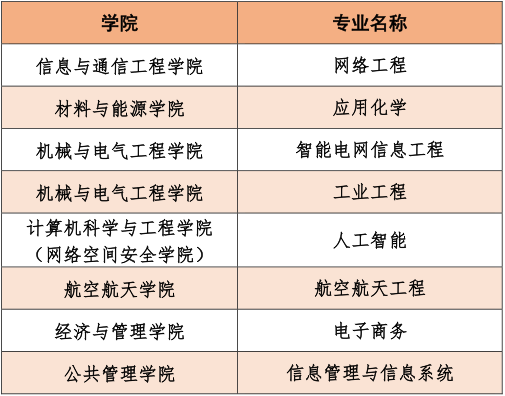 学院 专业名称
信息与通信工程学院 网络工程
材料与能源学院 应用化学
机械与电气工程学院 智能电网信息工程
机械与电气工程学院 工业工程
计算机科学与工程学院
（网络空间安全学院） 人工智能
航空航天学院 航空航天工程
经济与管理学院 电子商务
公共管理学院 信息管理与信息系统